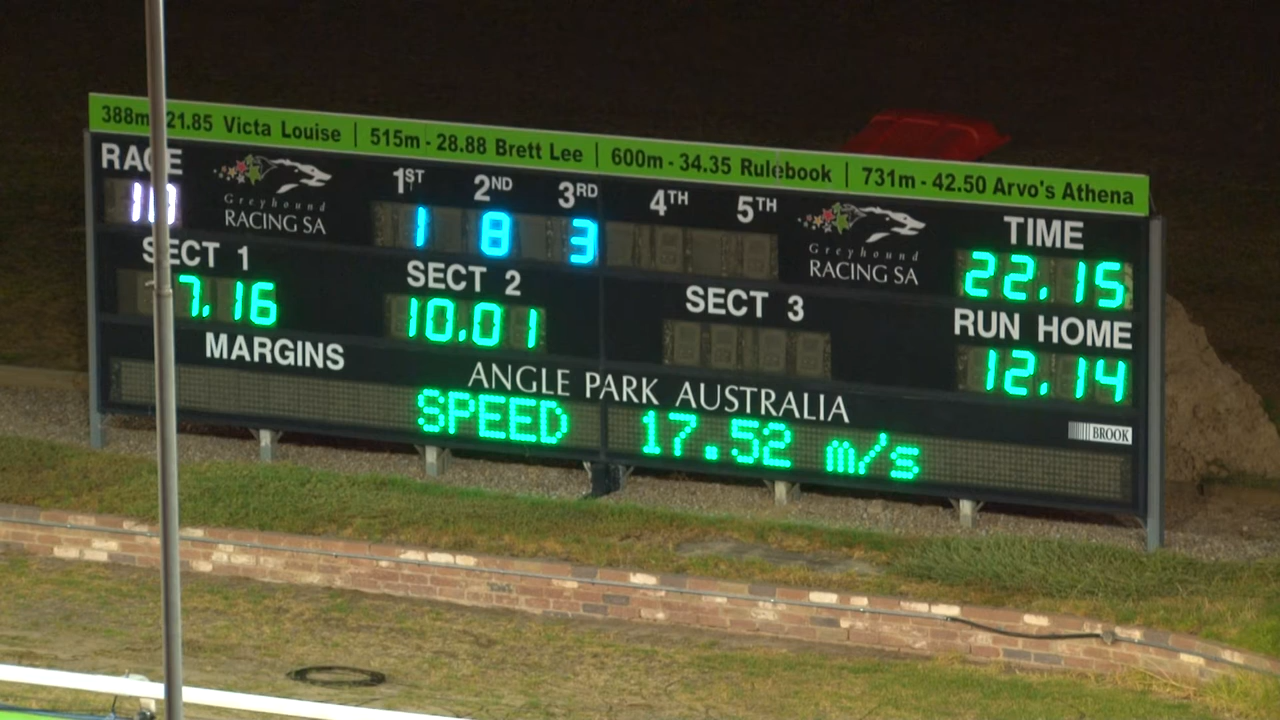 388m - 21.85 Victa Louise | 515m - 28.88 Brett Lee | 600m - 34.35 Rulebook | 731m - 42.50 Arvo's Athena
RACE
10
Greyhound
RACING SA
1ST 2ND 3RD 4TH 5TH
1 8 3
Greyhound
RACING SA
TIME
22.15
SECT 1
7.16
SECT 2
10.01
SECT 3
RUN HOME
12.14
MARGINS
ANGLE PARK AUSTRALIA
SPEED 17.52 m/s
BROOK